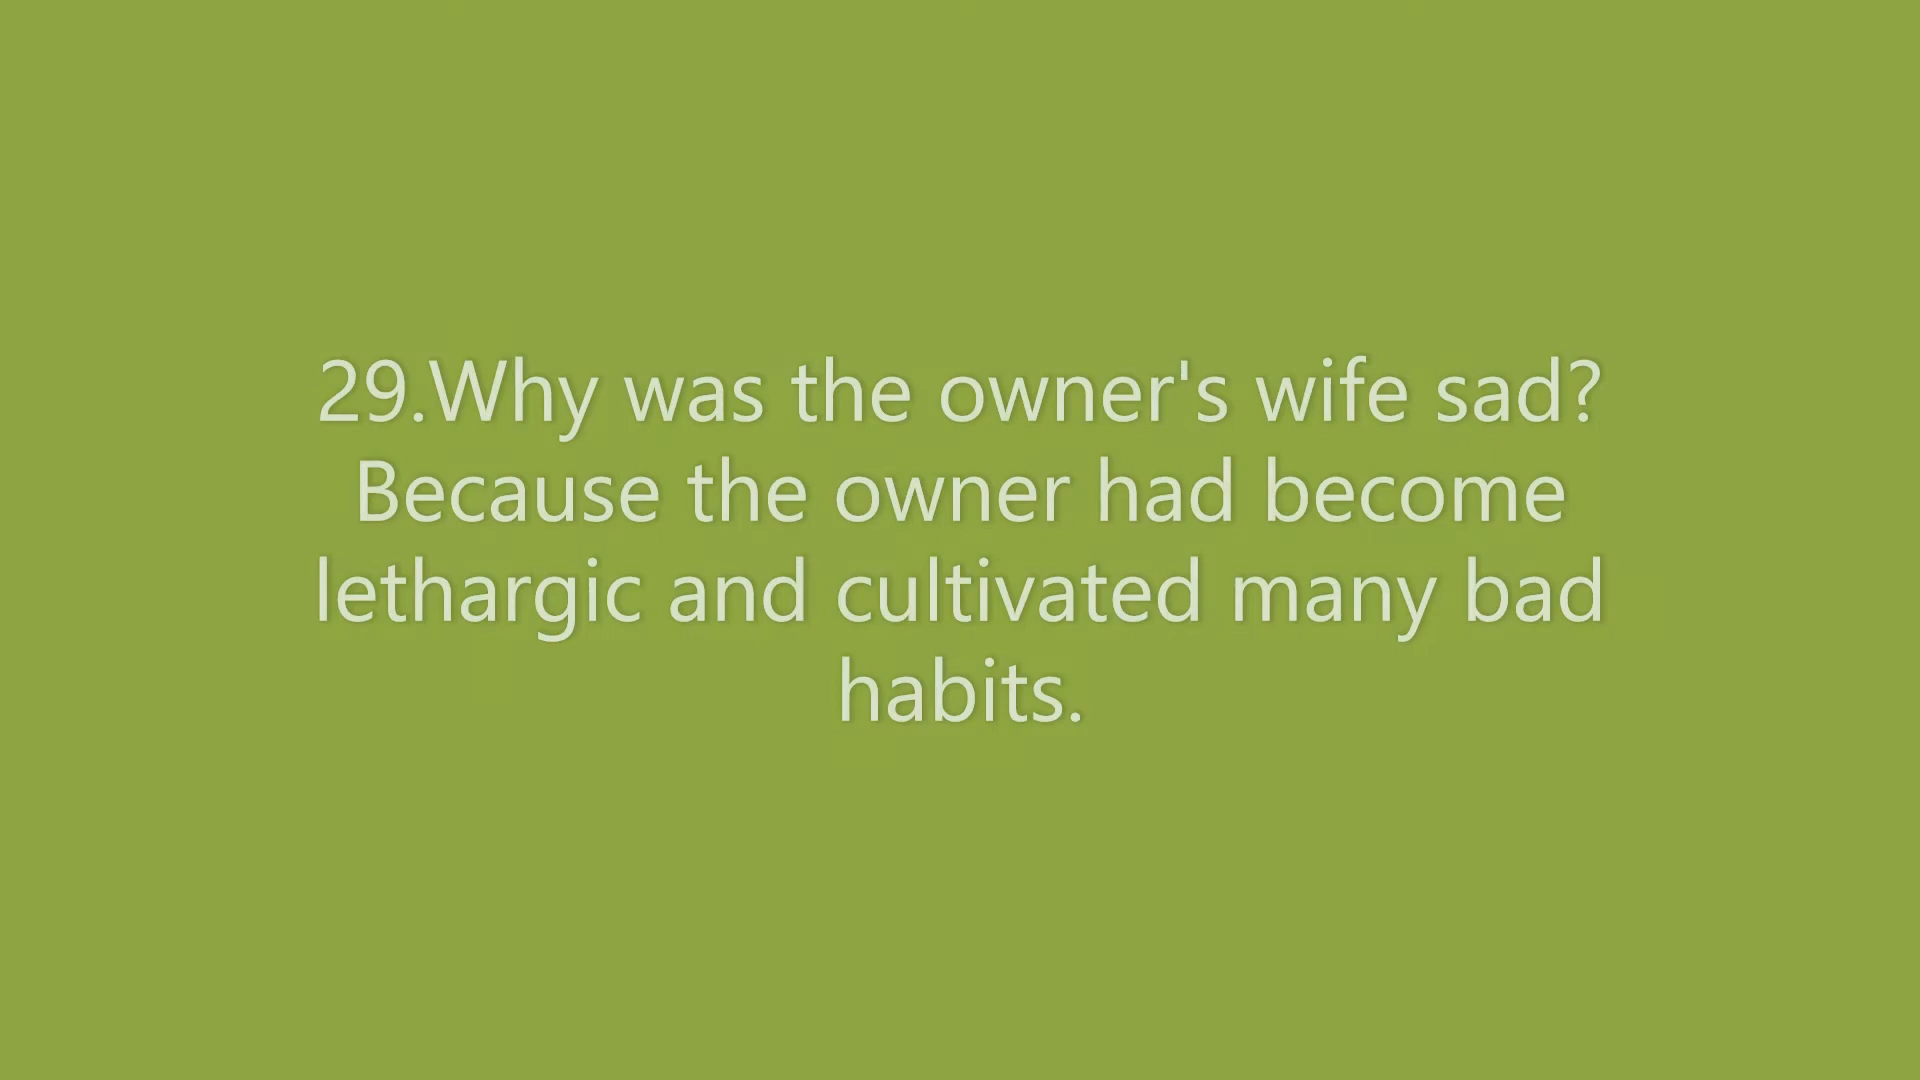 29.Why was the owner's wife sad?
Because the owner had become
lethargic and cultivated many bad
habits.